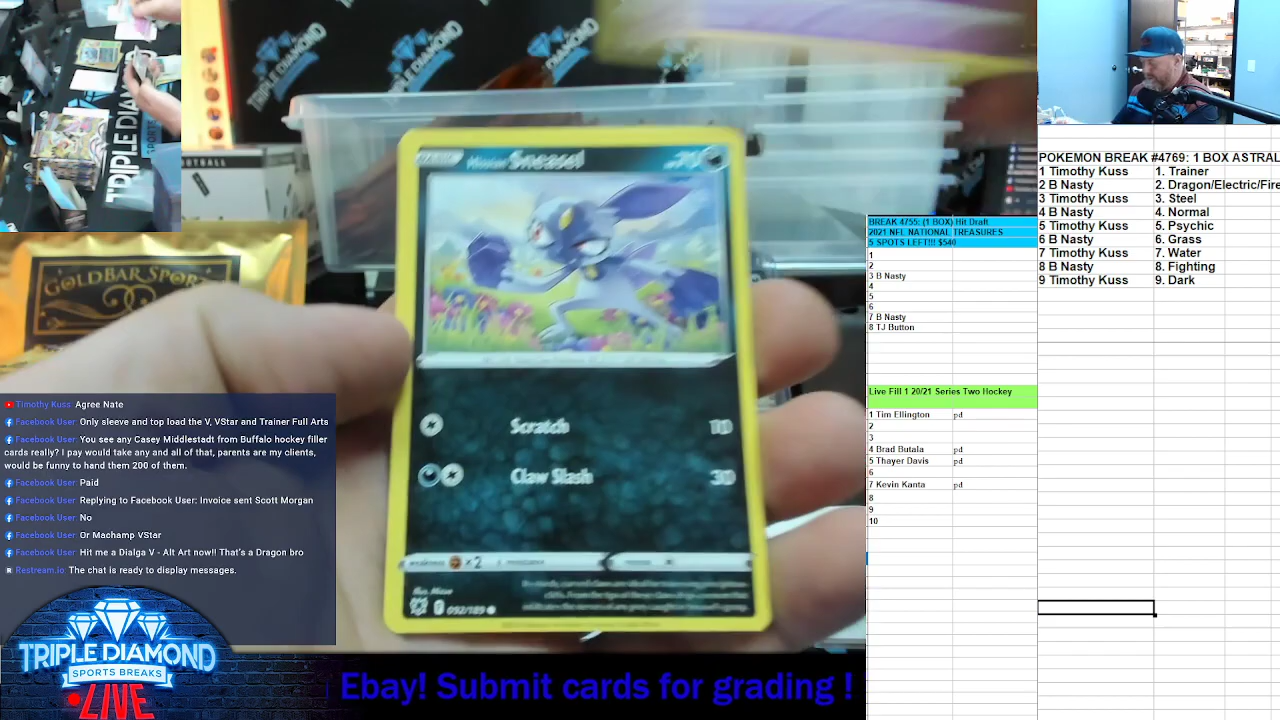 TRIPLE DIAMOND
TRIPLE DIAMOND
GOLDBAR SPOR
Hisuian Sneasel
70
Scratch 10
Claw Slash 30
weakness ×2
092/189
Timothy Kuss Agree Nate
Facebook User Only sleeve and top load the V, VStar and Trainer Full Arts
Facebook User You see any Casey Middlestadt from Buffalo hockey filler
cards really? I pay would take any and all of that, parents are my clients,
would be funny to hand them 200 of them.
Facebook User Paid
Facebook User Replying to Facebook User: Invoice sent Scott Morgan
Facebook User No
Facebook User Or Machamp VStar
Facebook User Hit me a Dialga V - Alt Art now!! That's a Dragon bro
Restream.io The chat is ready to display messages.
TRIPLE DIAMOND
SPORTS BREAKS
LIVE
Ebay! Submit cards for grading !
BREAK 4755: (1 BOX) Hit Draft
2021 NFL NATIONAL TREASURES
5 SPOTS LEFT!!! $540
1
2
3 B Nasty
4
5
6
7 B Nasty
8 TJ Button
Live Fill 1 20/21 Series Two Hockey
1 Tim Ellington pd
2
3
4 Brad Butala pd
5 Thayer Davis pd
6
7 Kevin Kanta pd
8
9
10
POKEMON BREAK #4769: 1 BOX ASTRAL
1 Timothy Kuss 1. Trainer
2 B Nasty 2. Dragon/Electric/Fire
3 Timothy Kuss 3. Steel
4 B Nasty 4. Normal
5 Timothy Kuss 5. Psychic
6 B Nasty 6. Grass
7 Timothy Kuss 7. Water
8 B Nasty 8. Fighting
9 Timothy Kuss 9. Dark